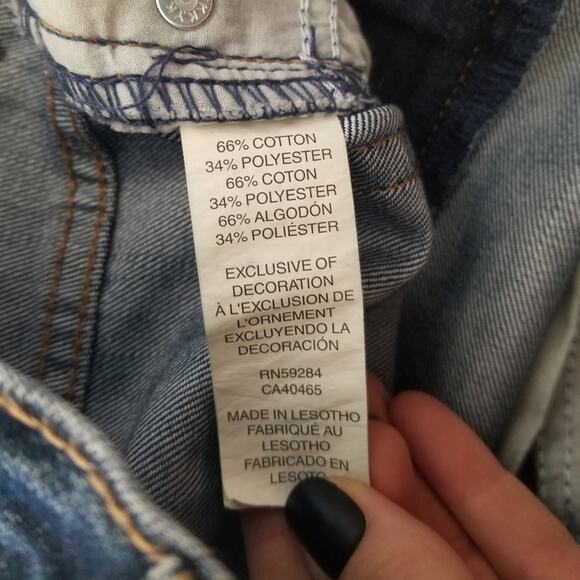 66% COTTON
34% POLYESTER
66% COTON
34% POLYESTER
66% ALGODÓN
34% POLIÉSTER
EXCLUSIVE OF
DECORATION
À L'EXCLUSION DE
L'ORNEMENT
EXCLUYENDO LA
DECORACIÓN
RN59284
CA40465
MADE IN LESOTHO
FABRIQUÉ AU
LESOTHO
FABRICADO EN
LESOTO